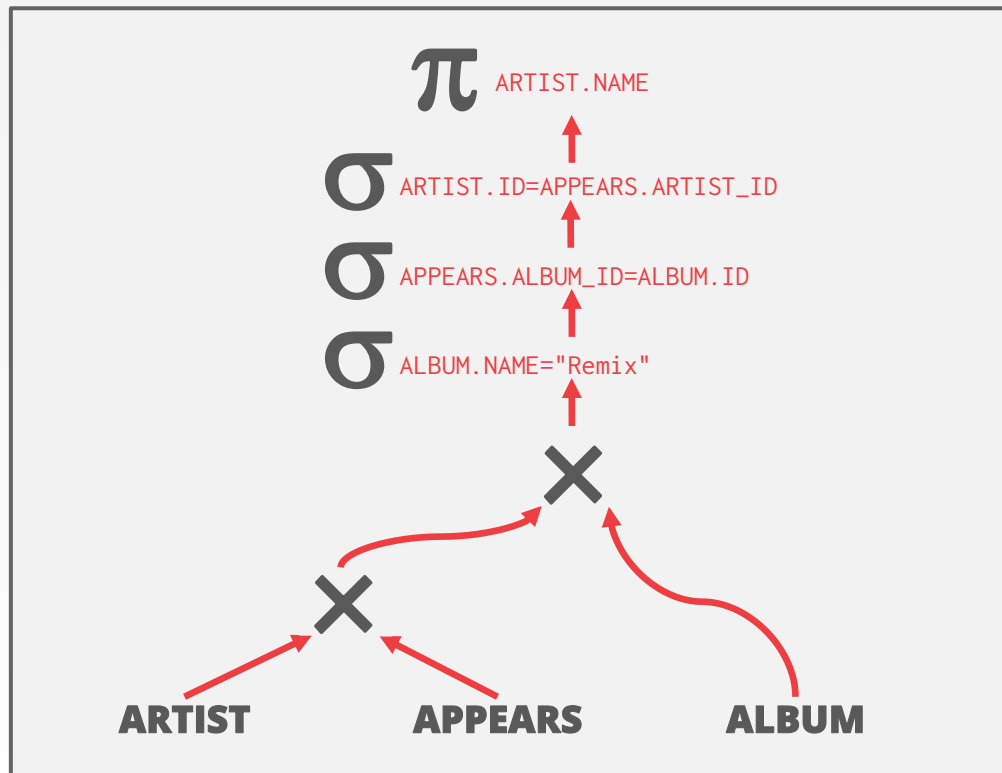 π ARTIST.NAME
σ ARTIST.ID=APPEARS.ARTIST_ID
σ APPEARS.ALBUM_ID=ALBUM.ID
σ ALBUM.NAME="Remix"
×
×
ARTIST APPEARS ALBUM